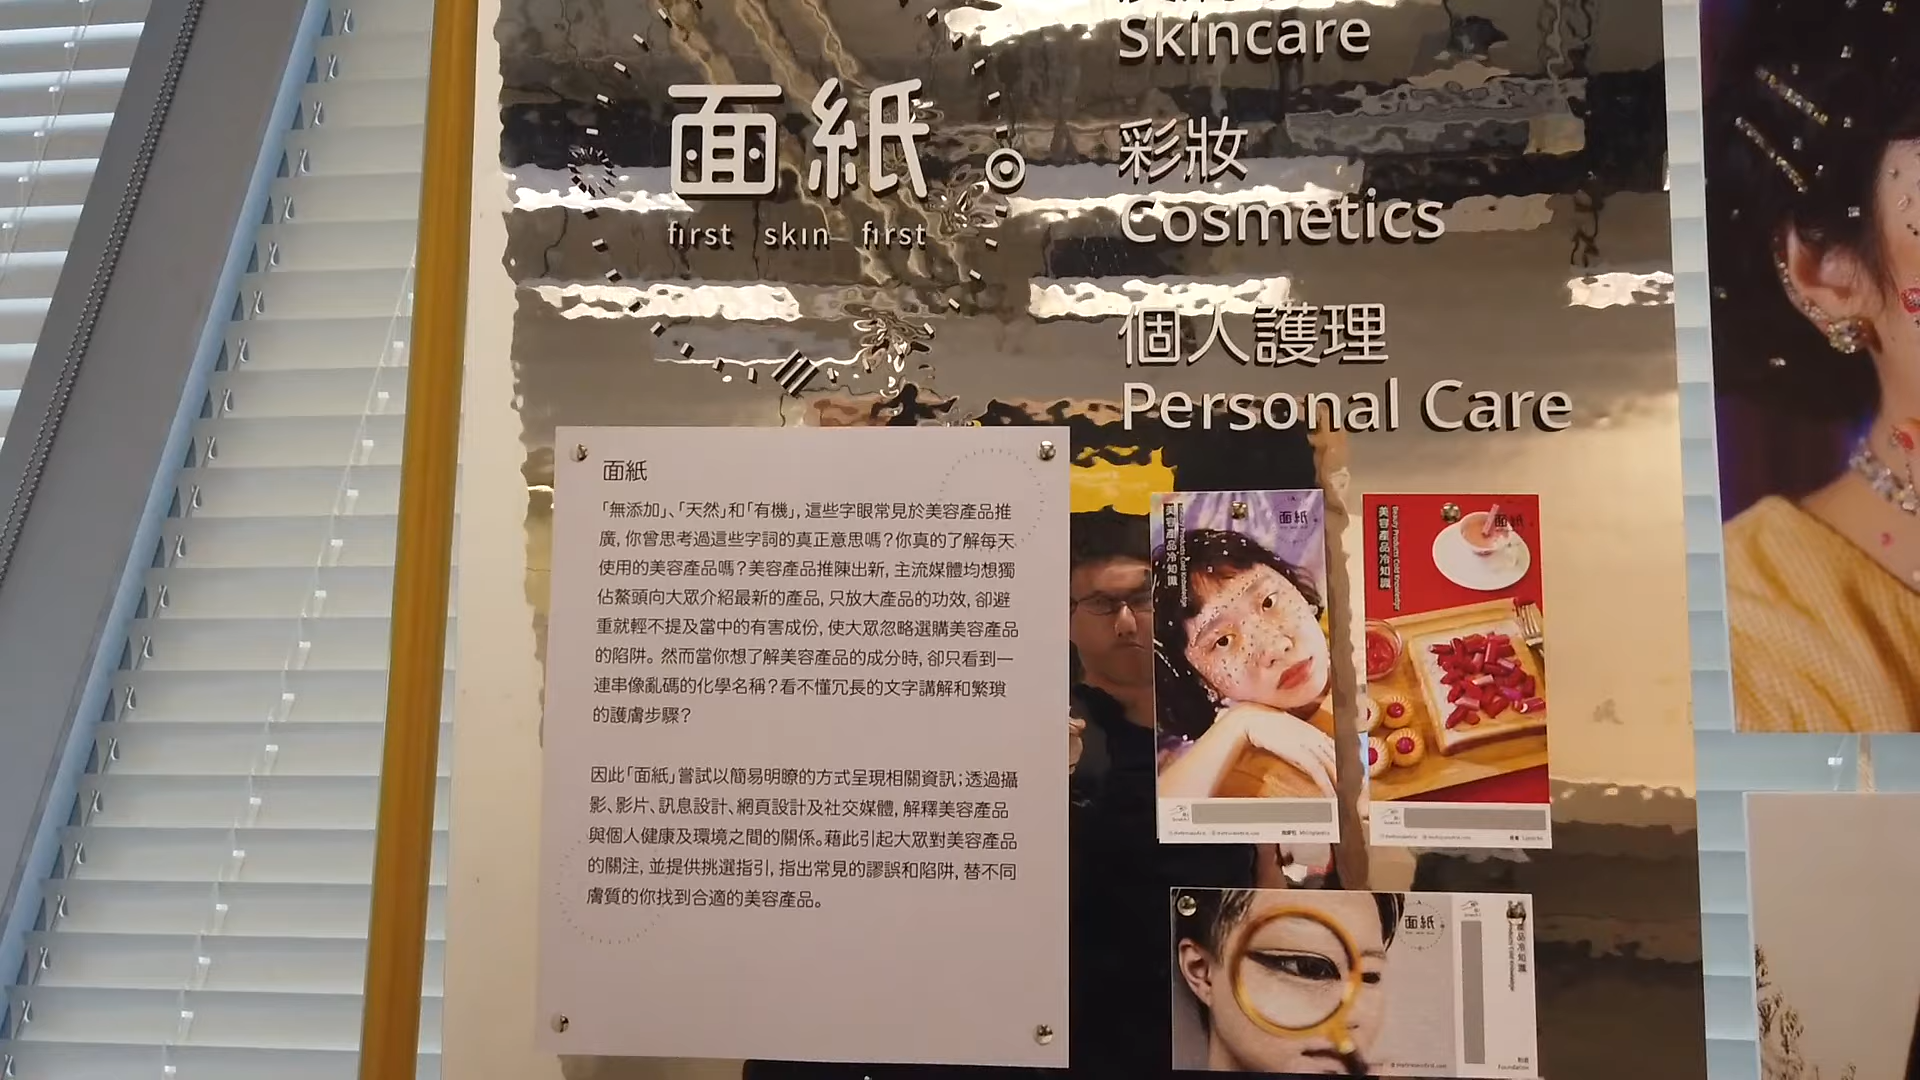 面紙。
first skin first
Skincare
彩妝
Cosmetics
個人護理
Personal Care
面紙
「無添加」、「天然」和「有機」, 這些字眼常見於美容產品推
廣, 你曾思考過這些字詞的真正意思嗎？你真的了解每天
使用的美容產品嗎？美容產品推陳出新, 主流媒體均想獨
佔鰲頭向大眾介紹最新的產品, 只放大產品的功效, 卻避
重就輕不提及當中的有害成份, 使大眾忽略選購美容產品
的陷阱。然而當你想了解美容產品的成分時, 卻只看到一
連串像亂碼的化學名稱？看不懂冗長的文字講解和繁瑣
的護膚步驟？
因此「面紙」嘗試以簡易明瞭的方式呈現相關資訊；透過攝
影、影片、訊息設計、網頁設計及社交媒體, 解釋美容產品
與個人健康及環境之間的關係。藉此引起大眾對美容產品
的關注, 並提供挑選指引, 指出常見的謬誤和陷阱, 替不同
膚質的你找到合適的美容產品。
美容產品冷知識
Beauty Products Cold Knowledge
面紙
美容產品冷知識
Beauty Products Cold Knowledge
面紙
面紙
產品冷知識
Foundation